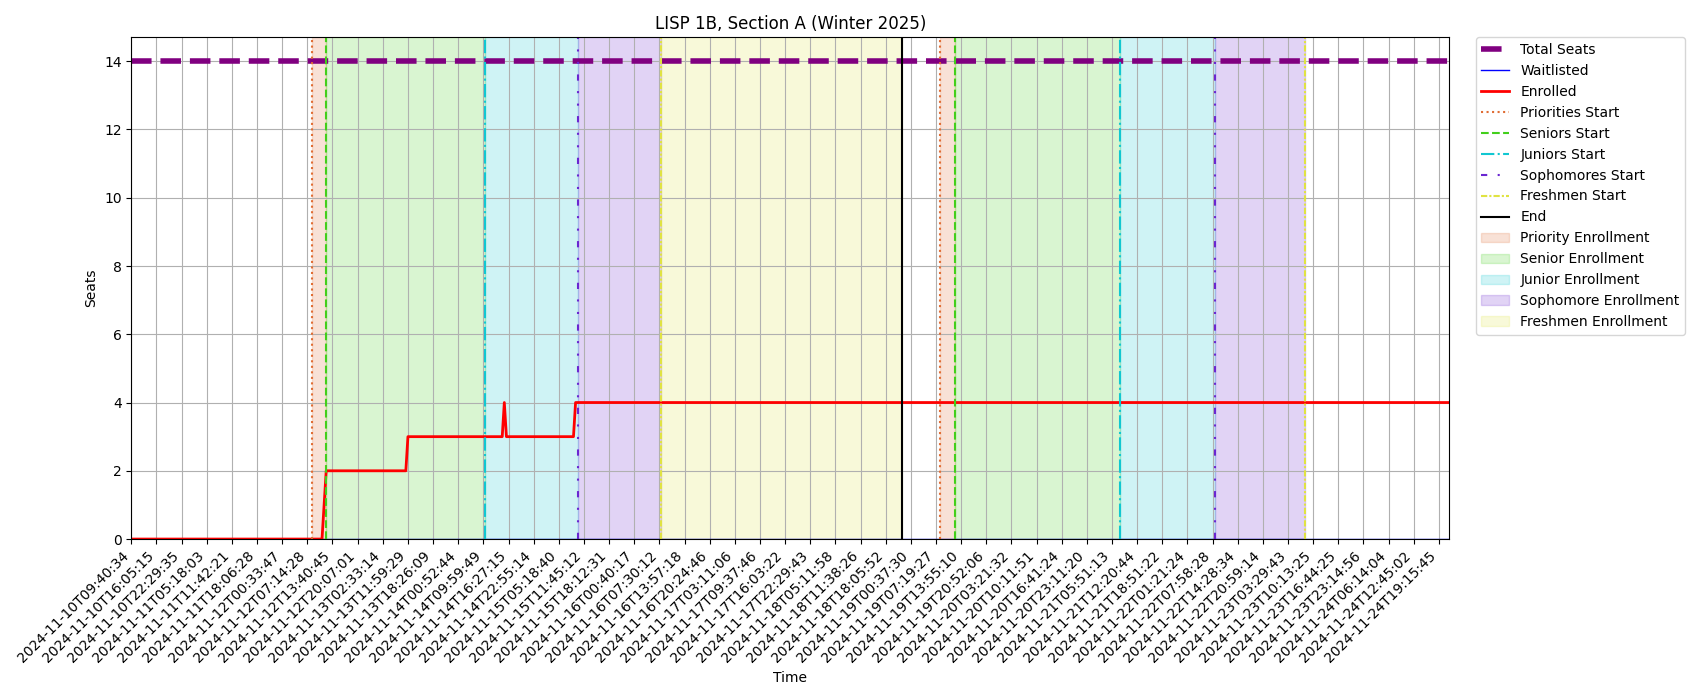 LISP 1B, Section A (Winter 2025)
14
12
10
8
6
4
2
0
Seats
2024-11-10T09:40:34
2024-11-10T16:05:15
2024-11-10T22:29:35
2024-11-11T05:18:03
2024-11-11T11:42:21
2024-11-11T18:06:28
2024-11-12T00:33:47
2024-11-12T07:14:28
2024-11-12T13:40:45
2024-11-12T20:07:01
2024-11-13T02:33:14
2024-11-13T11:59:29
2024-11-13T18:26:09
2024-11-14T00:52:44
2024-11-14T09:59:49
2024-11-14T16:27:15
2024-11-14T22:55:14
2024-11-15T05:18:40
2024-11-15T11:45:12
2024-11-15T18:12:31
2024-11-16T00:40:17
2024-11-16T07:30:12
2024-11-16T13:57:18
2024-11-16T20:24:46
2024-11-17T03:11:06
2024-11-17T09:37:46
2024-11-17T16:03:22
2024-11-17T22:29:43
2024-11-18T05:11:58
2024-11-18T11:38:26
2024-11-18T18:05:52
2024-11-19T00:37:30
2024-11-19T07:19:27
2024-11-19T13:55:10
2024-11-19T20:52:06
2024-11-20T03:21:32
2024-11-20T10:11:51
2024-11-20T16:41:24
2024-11-20T23:11:20
2024-11-21T05:51:13
2024-11-21T12:20:44
2024-11-21T18:51:22
2024-11-22T01:21:24
2024-11-22T07:58:28
2024-11-22T14:28:34
2024-11-22T20:59:14
2024-11-23T03:29:43
2024-11-23T10:13:25
2024-11-23T16:44:25
2024-11-23T23:14:56
2024-11-24T06:14:04
2024-11-24T12:45:02
2024-11-24T19:15:45
Time
Total Seats
Waitlisted
Enrolled
Priorities Start
Seniors Start
Juniors Start
Sophomores Start
Freshmen Start
End
Priority Enrollment
Senior Enrollment
Junior Enrollment
Sophomore Enrollment
Freshmen Enrollment